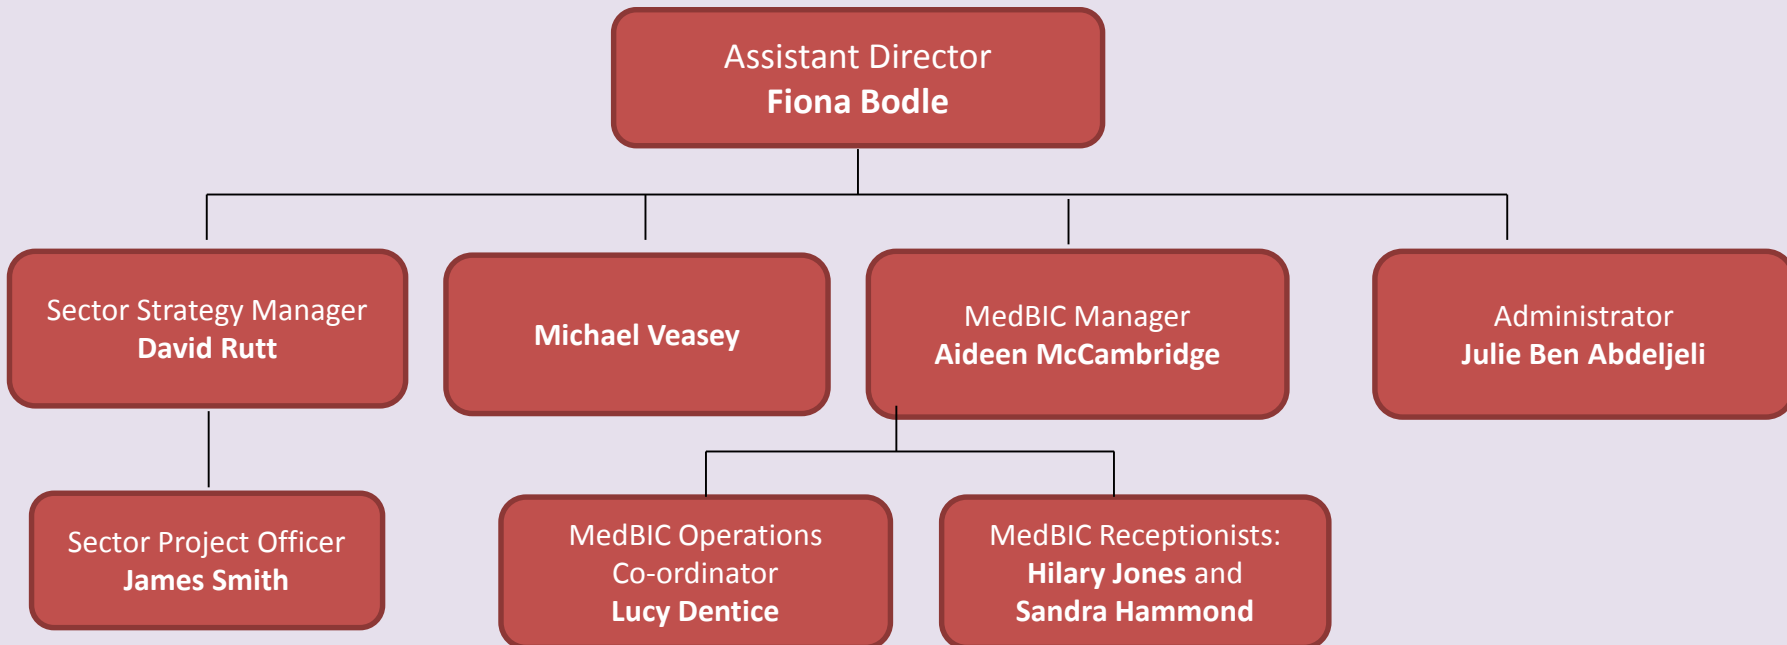 Assistant Director
Fiona Bodle
Sector Strategy Manager
David Rutt
Michael Veasey
MedBIC Manager
Aideen McCambridge
Administrator
Julie Ben Abdeljeli
Sector Project Officer
James Smith
MedBIC Operations
Co-ordinator
Lucy Dentice
MedBIC Receptionists:
Hilary Jones and
Sandra Hammond